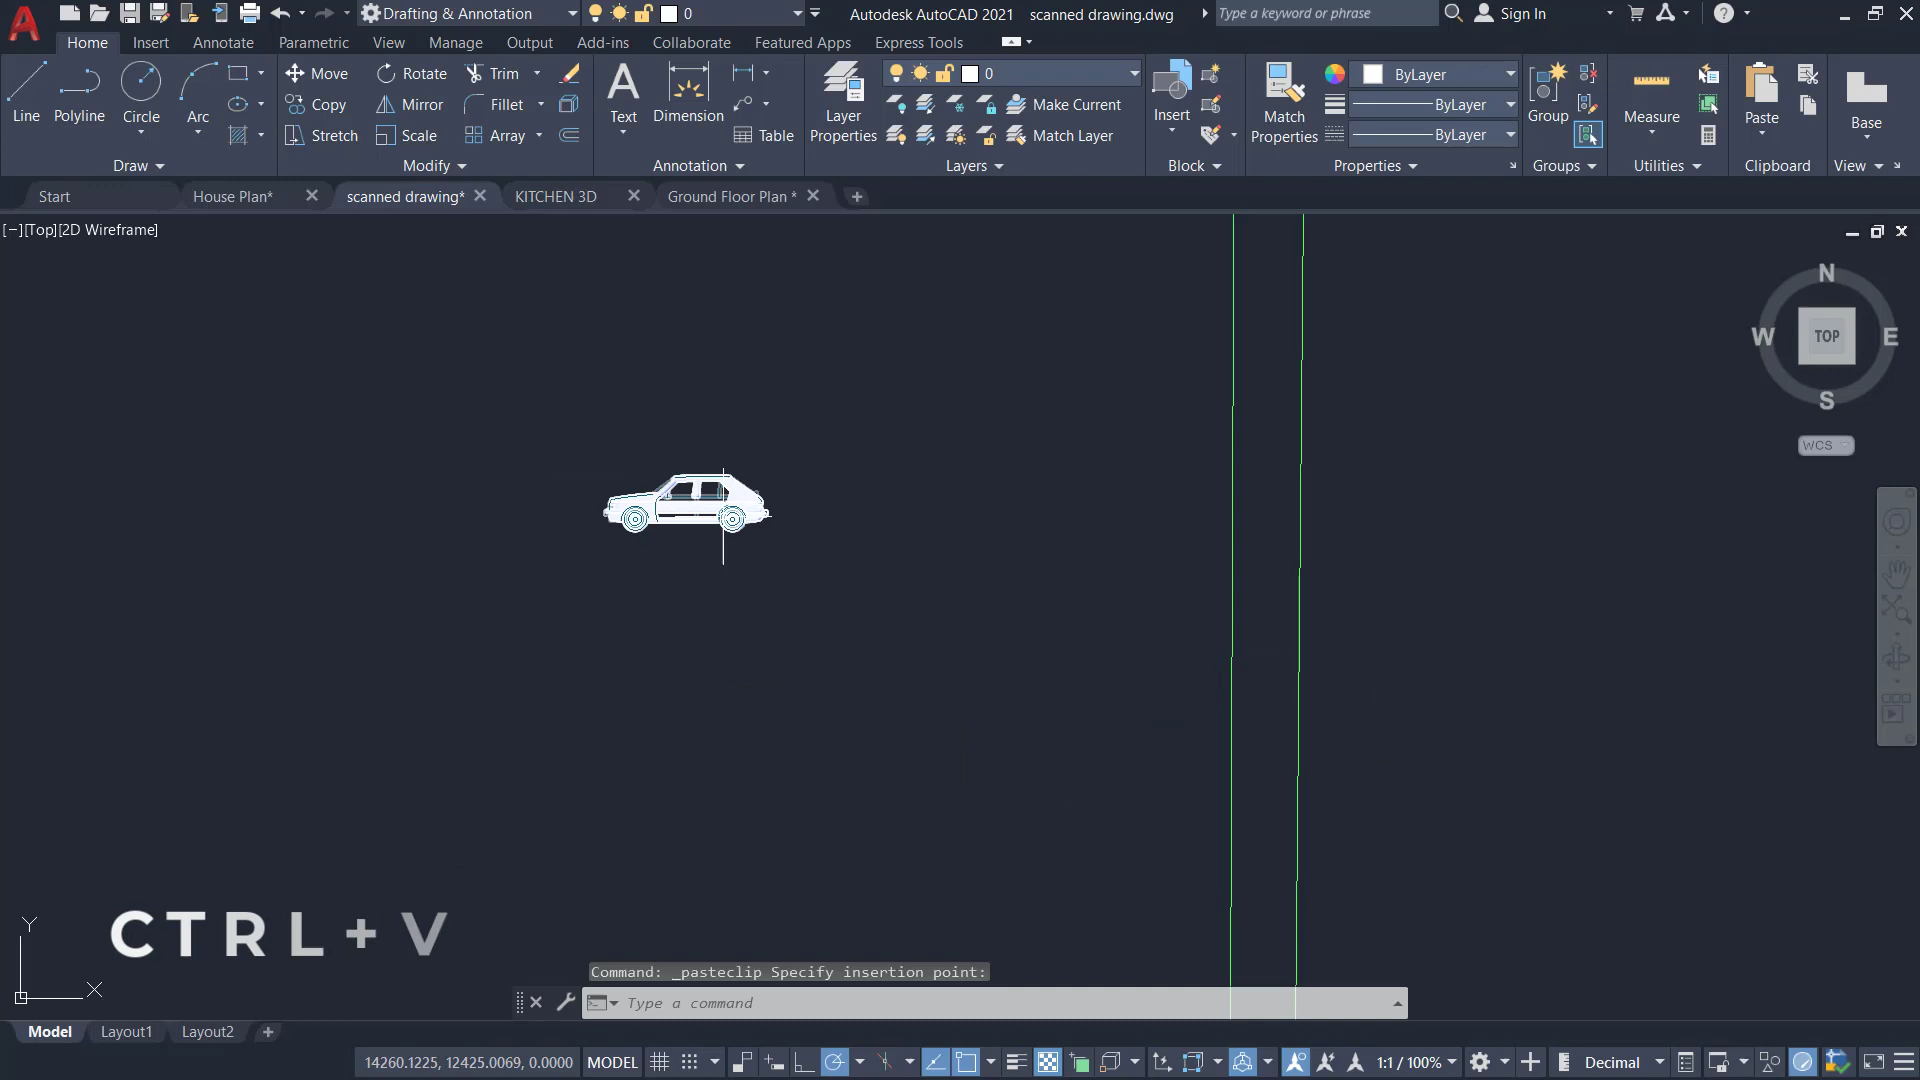 Drafting & Annotation
0
Autodesk AutoCAD 2021 scanned drawing.dwg
Type a keyword or phrase
Sign In
Home Insert Annotate Parametric View Manage Output Add-ins Collaborate Featured Apps Express Tools
Line
Polyline
Circle
Arc
Draw
Move
Rotate
Trim
Copy
Mirror
Fillet
Stretch
Scale
Array
Modify
Text
Dimension
Table
Annotation
Layer
Properties
0
Make Current
Match Layer
Layers
Insert
Block
Match
Properties
ByLayer
ByLayer
ByLayer
Properties
Group
Groups
Measure
Utilities
Paste
Clipboard
Base
View
Start
House Plan*
scanned drawing*
KITCHEN 3D
Ground Floor Plan *
[−][Top][2D Wireframe]
N
W
TOP
E
S
WCS
CTRL + V
Y
X
Command: _pasteclip Specify insertion point:
Type a command
Model Layout1 Layout2
14260.1225, 12425.0069, 0.0000
MODEL
1:1 / 100%
Decimal